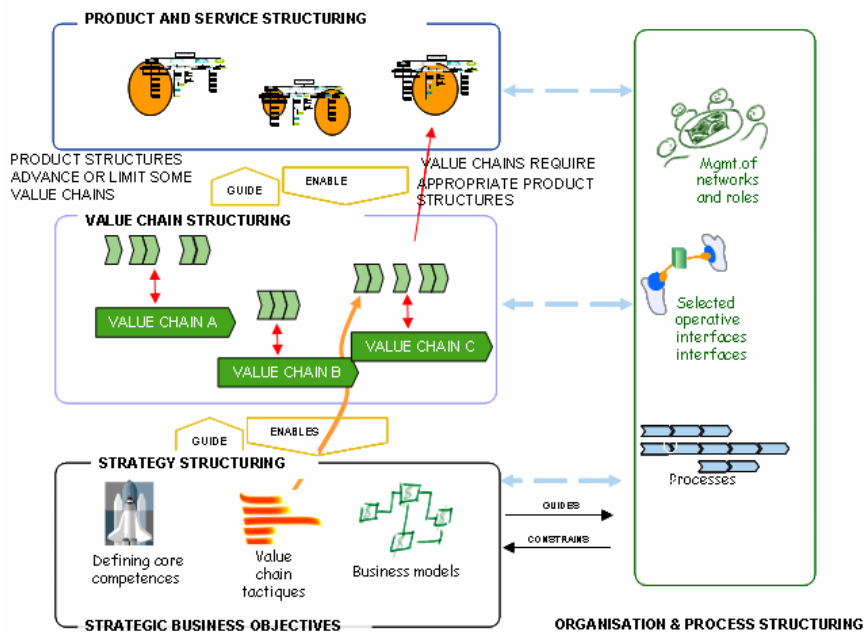 PRODUCT AND SERVICE STRUCTURING
PRODUCT STRUCTURES
ADVANCE OR LIMIT SOME
VALUE CHAINS
GUIDE
ENABLE
VALUE CHAINS REQUIRE
APPROPRIATE PRODUCT
STRUCTURES
VALUE CHAIN STRUCTURING
VALUE CHAIN A
VALUE CHAIN B
VALUE CHAIN C
GUIDE
ENABLES
STRATEGY STRUCTURING
Defining core
competences
Value
chain
tactiques
Business models
STRATEGIC BUSINESS OBJECTIVES
GUIDES
CONSTRAINS
Mgmt.of
networks
and roles
Selected
operative
interfaces
interfaces
Processes
ORGANISATION & PROCESS STRUCTURING